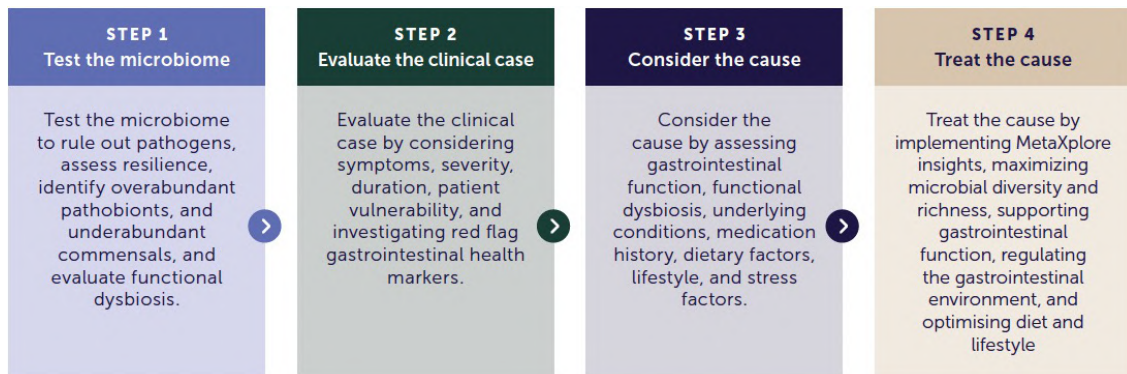 STEP 1
Test the microbiome
Test the microbiome
to rule out pathogens,
assess resilience,
identify overabundant
pathobionts, and
underabundant
commensals, and
evaluate functional
dysbiosis.
STEP 2
Evaluate the clinical case
Evaluate the clinical
case by considering
symptoms, severity,
duration, patient
vulnerability, and
investigating red flag
gastrointestinal health
markers.
STEP 3
Consider the cause
Consider the
cause by assessing
gastrointestinal
function, functional
dysbiosis, underlying
conditions, medication
history, dietary factors,
lifestyle, and stress
factors.
STEP 4
Treat the cause
Treat the cause by
implementing MetaXplore
insights, maximizing
microbial diversity and
richness, supporting
gastrointestinal
function, regulating
the gastrointestinal
environment, and
optimising diet and
lifestyle